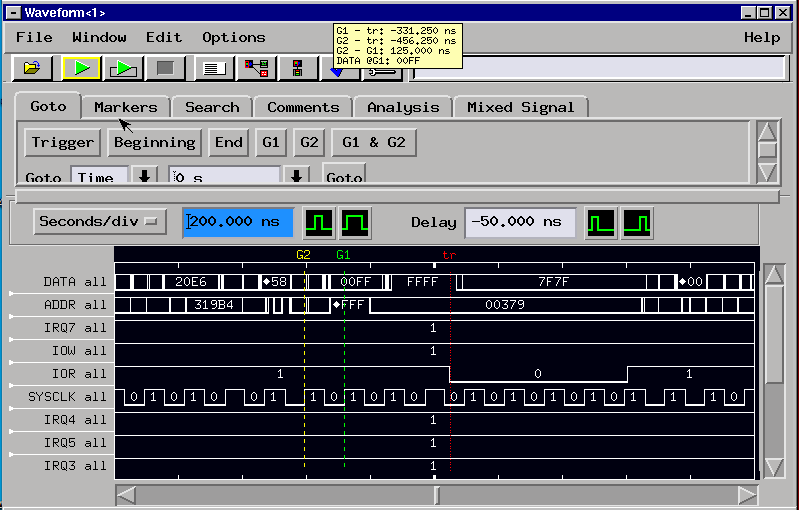 Waveform<1>
File Window Edit Options Help
G1 - tr: -331.250 ns
G2 - tr: -456.250 ns
G2 - G1: 125.000 ns
DATA @G1: 00FF
Goto Markers Search Comments Analysis Mixed Signal
Trigger Beginning End G1 G2 G1 & G2
Goto Time 0 s Goto
Seconds/div 200.000 ns Delay -50.000 ns
G2 G1 tr
DATA all 20E6 58 00FF FFFF 7F7F 00
ADDR all 319B4 FFF 00379
IRQ7 all 1
IOW all 1
IOR all 1 0 1
SYSCLK all 0 1 0 1 0 0 1 1 0 1 0 1 0 0 1 0 1 0 1 0 1 0 1 1 1 0
IRQ4 all 1
IRQ5 all 1
IRQ3 all 1